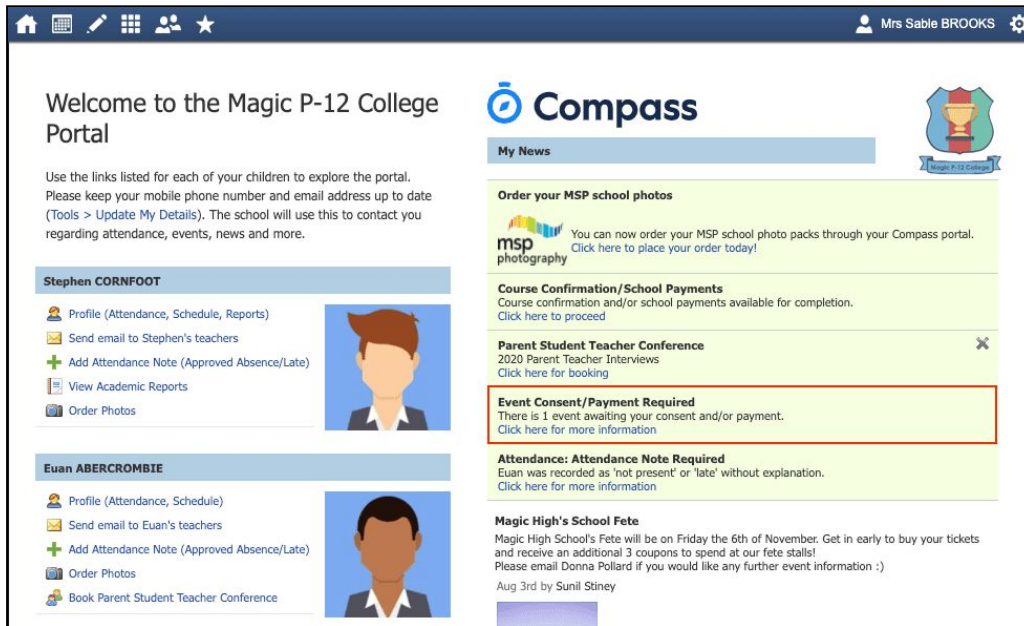 Mrs Sable BROOKS
Welcome to the Magic P-12 College
Portal
Use the links listed for each of your children to explore the portal.
Please keep your mobile phone number and email address up to date
(Tools > Update My Details). The school will use this to contact you
regarding attendance, events, news and more.
Stephen CORNFOOT
Profile (Attendance, Schedule, Reports)
Send email to Stephen's teachers
Add Attendance Note (Approved Absence/Late)
View Academic Reports
Order Photos
Euan ABERCROMBIE
Profile (Attendance, Schedule)
Send email to Euan's teachers
Add Attendance Note (Approved Absence/Late)
Order Photos
Book Parent Student Teacher Conference
Compass
Magic P-12 College
My News
Order your MSP school photos
msp
photography
You can now order your MSP school photo packs through your Compass portal.
Click here to place your order today!
Course Confirmation/School Payments
Course confirmation and/or school payments available for completion.
Click here to proceed
Parent Student Teacher Conference
2020 Parent Teacher Interviews
Click here for booking
Event Consent/Payment Required
There is 1 event awaiting your consent and/or payment.
Click here for more information
Attendance: Attendance Note Required
Euan was recorded as 'not present' or 'late' without explanation.
Click here for more information
Magic High's School Fete
Magic High School's Fete will be on Friday the 6th of November. Get in early to buy your tickets
and receive an additional 3 coupons to spend at our fete stalls!
Please email Donna Pollard if you would like any further event information :)
Aug 3rd by Sunil Stiney